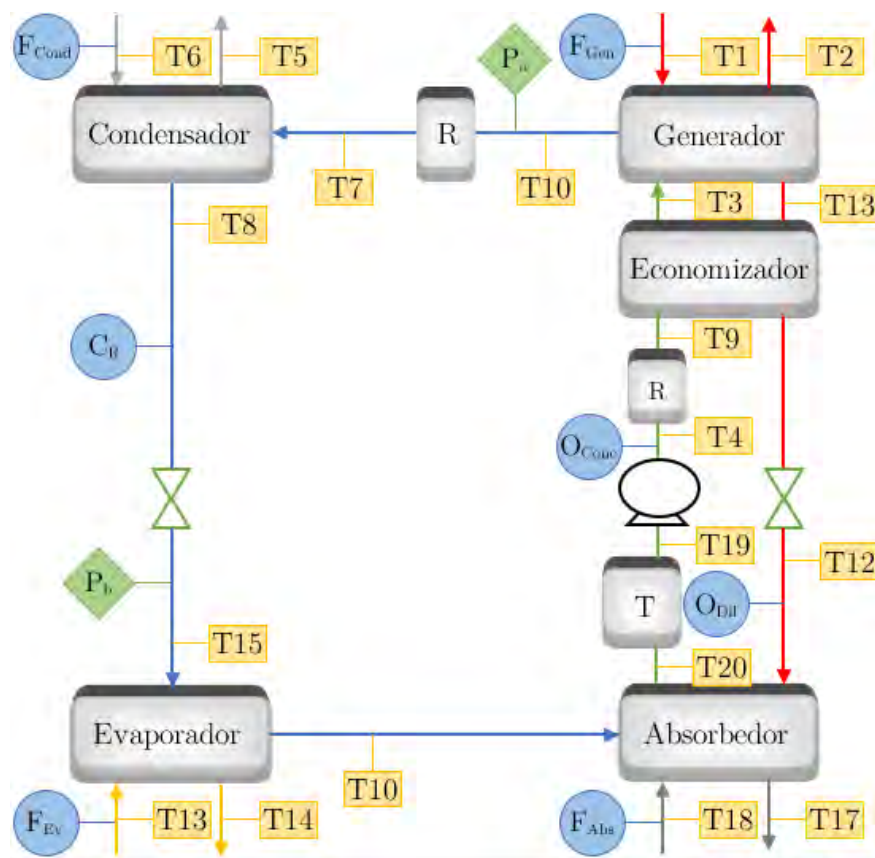 F_Cond
T6
T5
P_a
F_Gen
T1
T2
Condensador
R
Generador
T7
T10
T3
T13
T8
Economizador
C_R
T9
R
T4
O_Conc
T19
P_b
T12
T
O_Dil
T15
T20
Evaporador
Absorbedor
T10
F_Ev
T13
T14
F_Abs
T18
T17